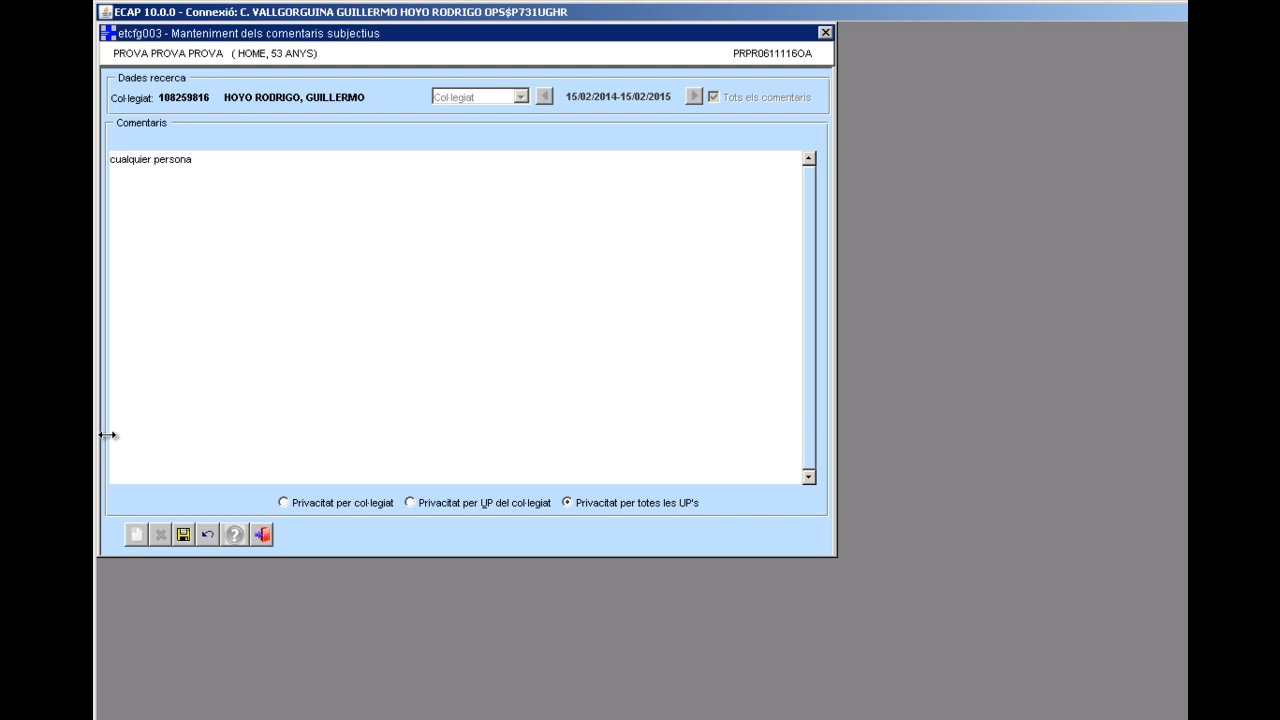 ECAP 10.0.0 - Connexió: C. VALLGORGUINA GUILLERMO HOYO RODRIGO OPS$P731UGHR
etcfg003 - Manteniment dels comentaris subjectius
PROVA PROVA PROVA ( HOME, 53 ANYS) PRPR0611116OA
Dades recerca
Col·legiat: 108259816 HOYO RODRIGO, GUILLERMO Col·legiat 15/02/2014-15/02/2015 Tots els comentaris
Comentaris
cualquier persona
Privacitat per col·legiat Privacitat per UP del col·legiat Privacitat per totes les UP's